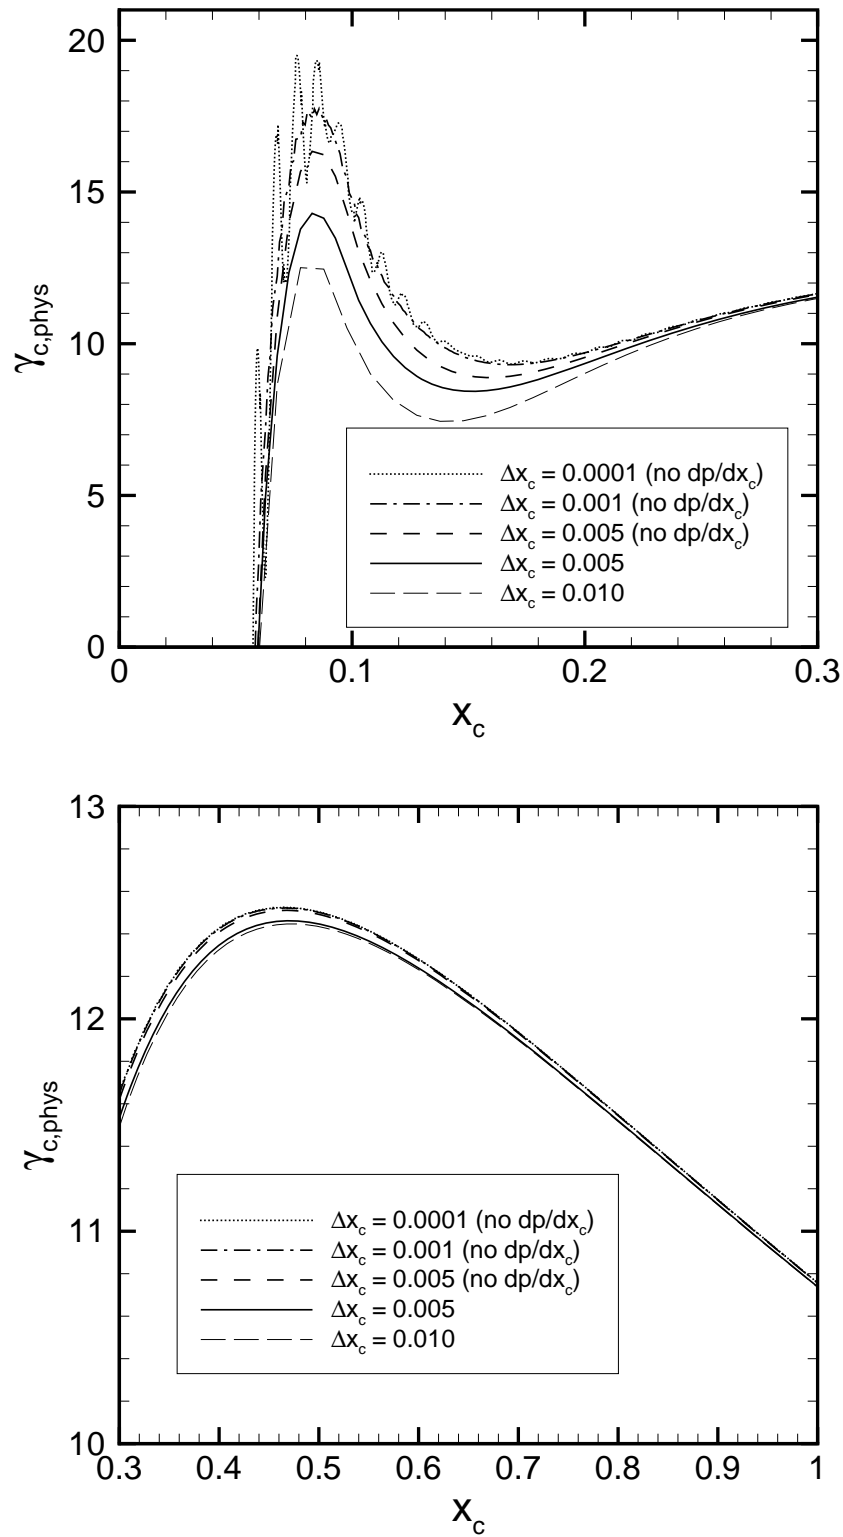 20
15
10
5
0
γc,phys
Δxc = 0.0001 (no dp/dxc)
Δxc = 0.001 (no dp/dxc)
Δxc = 0.005 (no dp/dxc)
Δxc = 0.005
Δxc = 0.010
0 0.1 0.2 0.3
xc
13
12
11
10
γc,phys
Δxc = 0.0001 (no dp/dxc)
Δxc = 0.001 (no dp/dxc)
Δxc = 0.005 (no dp/dxc)
Δxc = 0.005
Δxc = 0.010
0.3 0.4 0.5 0.6 0.7 0.8 0.9 1
xc